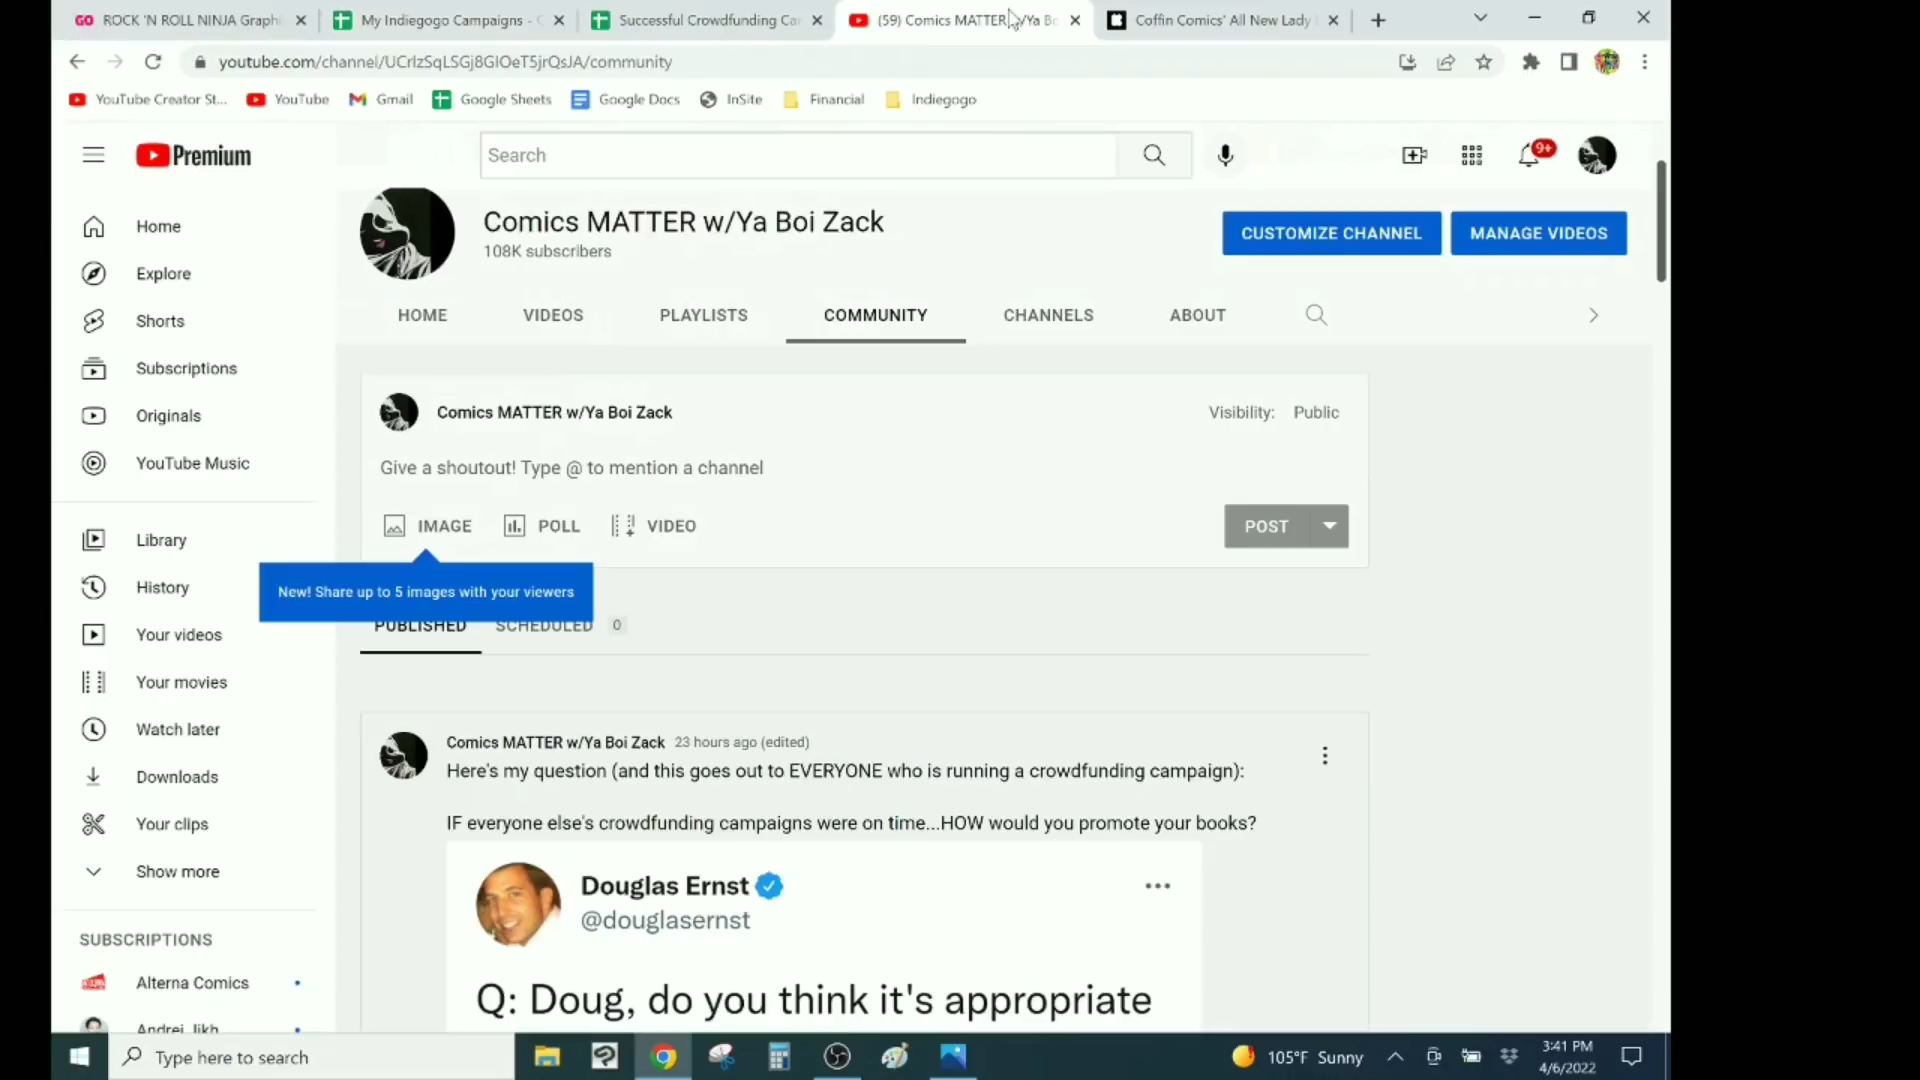 ROCK 'N ROLL NINJA Graphi
My Indiegogo Campaigns -
Successful Crowdfunding Ca
(59) Comics MATTER w/Ya Bo
Coffin Comics' All New Lady
youtube.com/channel/UCrIzSqLSGj8GlOeT5jrQsJA/community
YouTube Creator St...
YouTube
Gmail
Google Sheets
Google Docs
InSite
Financial
Indiegogo
Premium
Search
9+
Home
Explore
Shorts
Subscriptions
Originals
YouTube Music
Library
History
Your videos
Your movies
Watch later
Downloads
Your clips
Show more
SUBSCRIPTIONS
Alterna Comics
Andrei Jikh
Comics MATTER w/Ya Boi Zack
108K subscribers
CUSTOMIZE CHANNEL
MANAGE VIDEOS
HOME
VIDEOS
PLAYLISTS
COMMUNITY
CHANNELS
ABOUT
Comics MATTER w/Ya Boi Zack
Visibility: Public
Give a shoutout! Type @ to mention a channel
IMAGE
POLL
VIDEO
POST
New! Share up to 5 images with your viewers
PUBLISHED
SCHEDULED 0
Comics MATTER w/Ya Boi Zack 23 hours ago (edited)
Here's my question (and this goes out to EVERYONE who is running a crowdfunding campaign):
IF everyone else's crowdfunding campaigns were on time...HOW would you promote your books?
Douglas Ernst
@douglasernst
Q: Doug, do you think it's appropriate
Type here to search
105°F Sunny
3:41 PM
4/6/2022